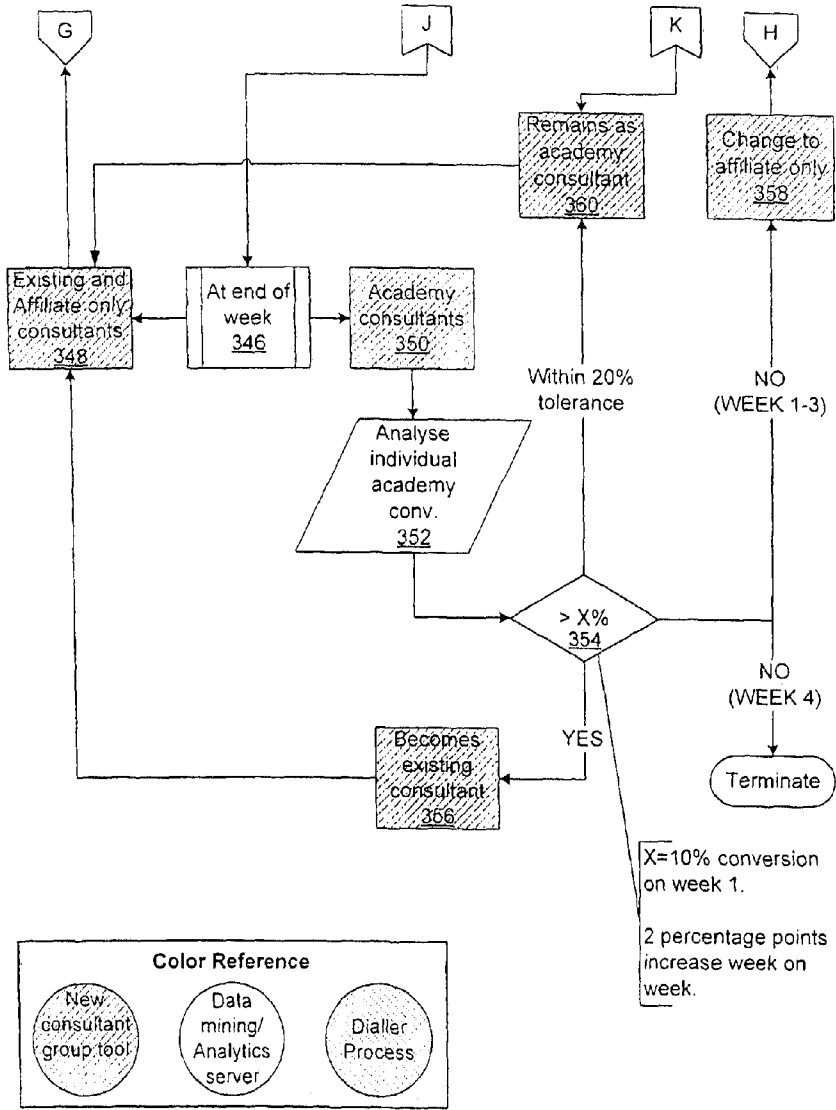 G
J
K
H
Remains as
academy
consultant
360
Change to
affiliate only
358
Existing and
Affiliate only
consultants
348
At end of
week
346
Academy
consultants
350
Within 20%
tolerance
NO
(WEEK 1-3)
Analyse
individual
academy
conv.
352
> X%
354
NO
(WEEK 4)
YES
Becomes
existing
consultant
356
Terminate
X=10% conversion
on week 1.
2 percentage points
increase week on
week.
Color Reference
New
consultant
group tool
Data
mining/
Analytics
server
Dialler
Process